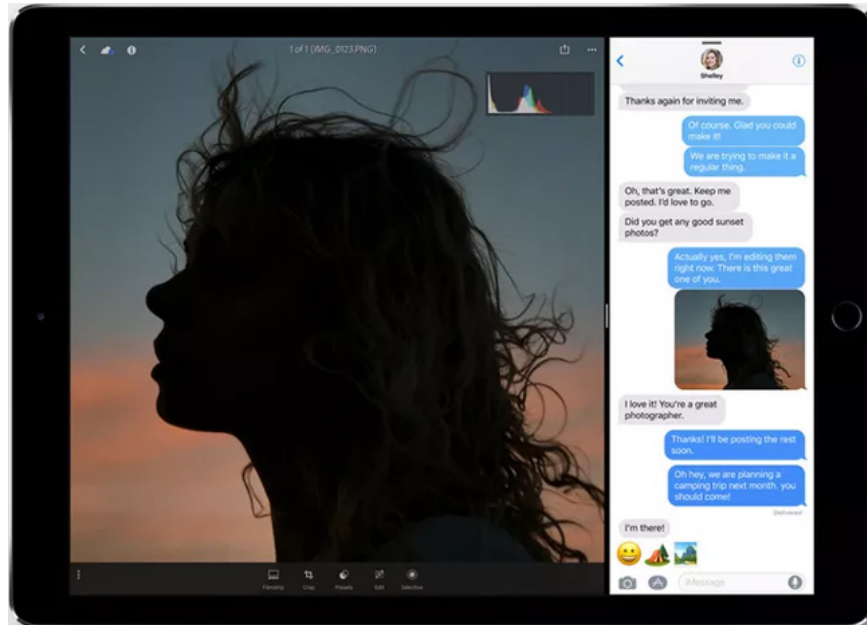 1 of 1 (IMG_0123.PNG)
Filmstrip
Crop
Presets
Edit
Selective
Shelley
Thanks again for inviting me.
Of course. Glad you could
make it!
We are trying to make it a
regular thing.
Oh, that's great. Keep me
posted. I'd love to go.
Did you get any good sunset
photos?
Actually yes, I'm editing them
right now. There is this great
one of you.
I love it! You're a great
photographer.
Thanks! I'll be posting the rest
soon.
Oh hey, we are planning a
camping trip next month. you
should come!
Delivered
I'm there!
iMessage